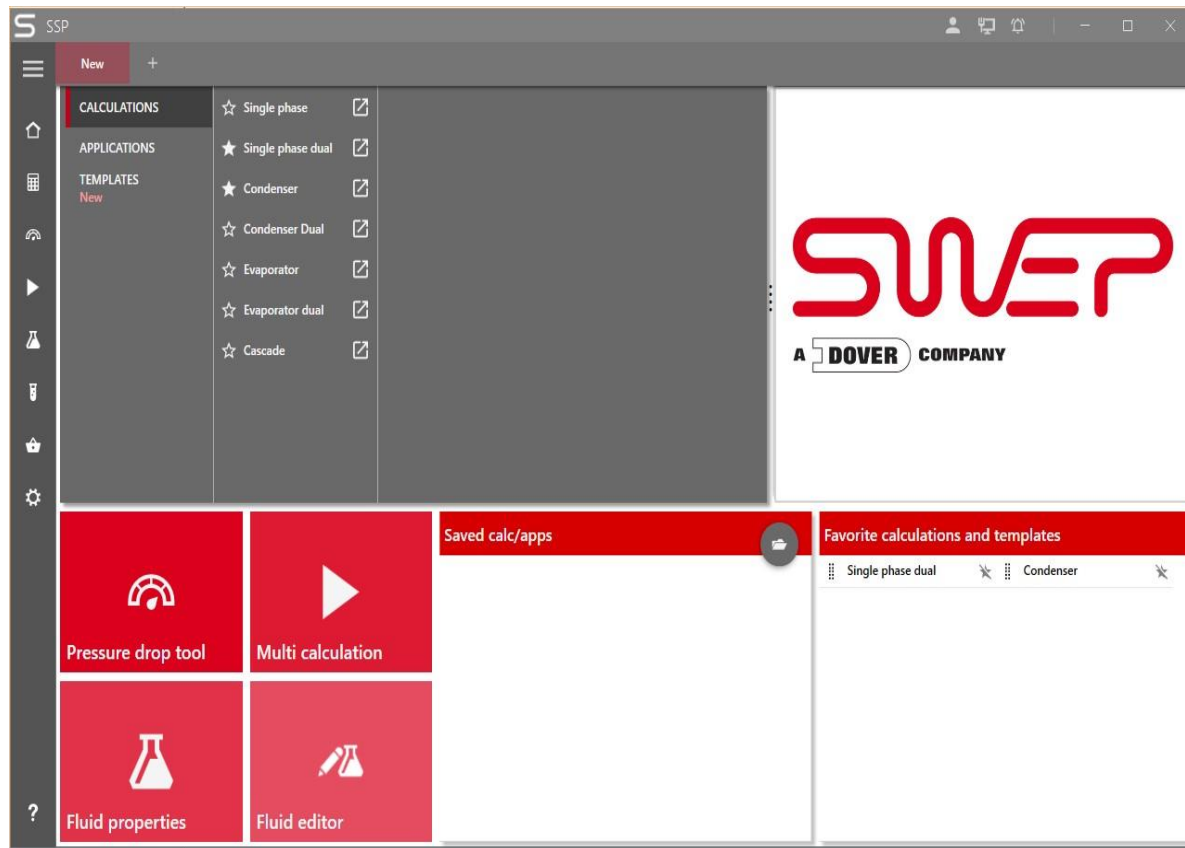 S SSP
New +
CALCULATIONS
APPLICATIONS
TEMPLATES
New
Single phase
Single phase dual
Condenser
Condenser Dual
Evaporator
Evaporator dual
Cascade
SWEP
A DOVER COMPANY
Pressure drop tool
Multi calculation
Fluid properties
Fluid editor
Saved calc/apps
Favorite calculations and templates
Single phase dual
Condenser
?